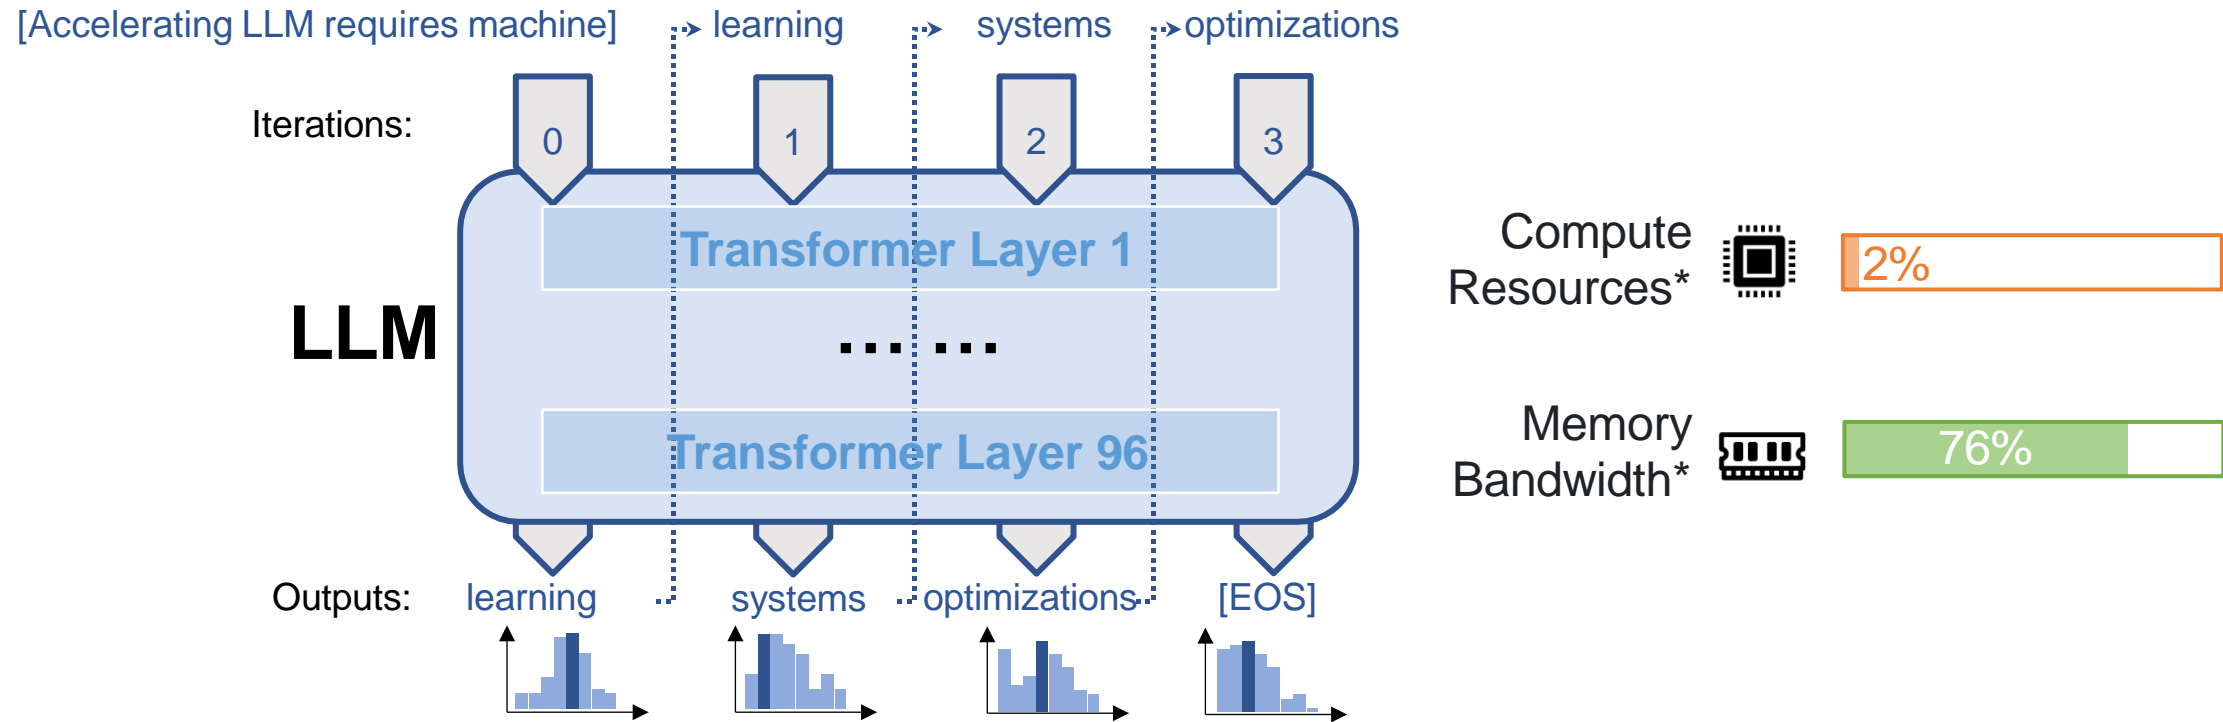 [Accelerating LLM requires machine] learning systems optimizations
Iterations:
0 1 2 3
Transformer Layer 1
LLM
... ...
Transformer Layer 96
Outputs: learning systems optimizations [EOS]
Compute
Resources*
2%
Memory
Bandwidth*
76%